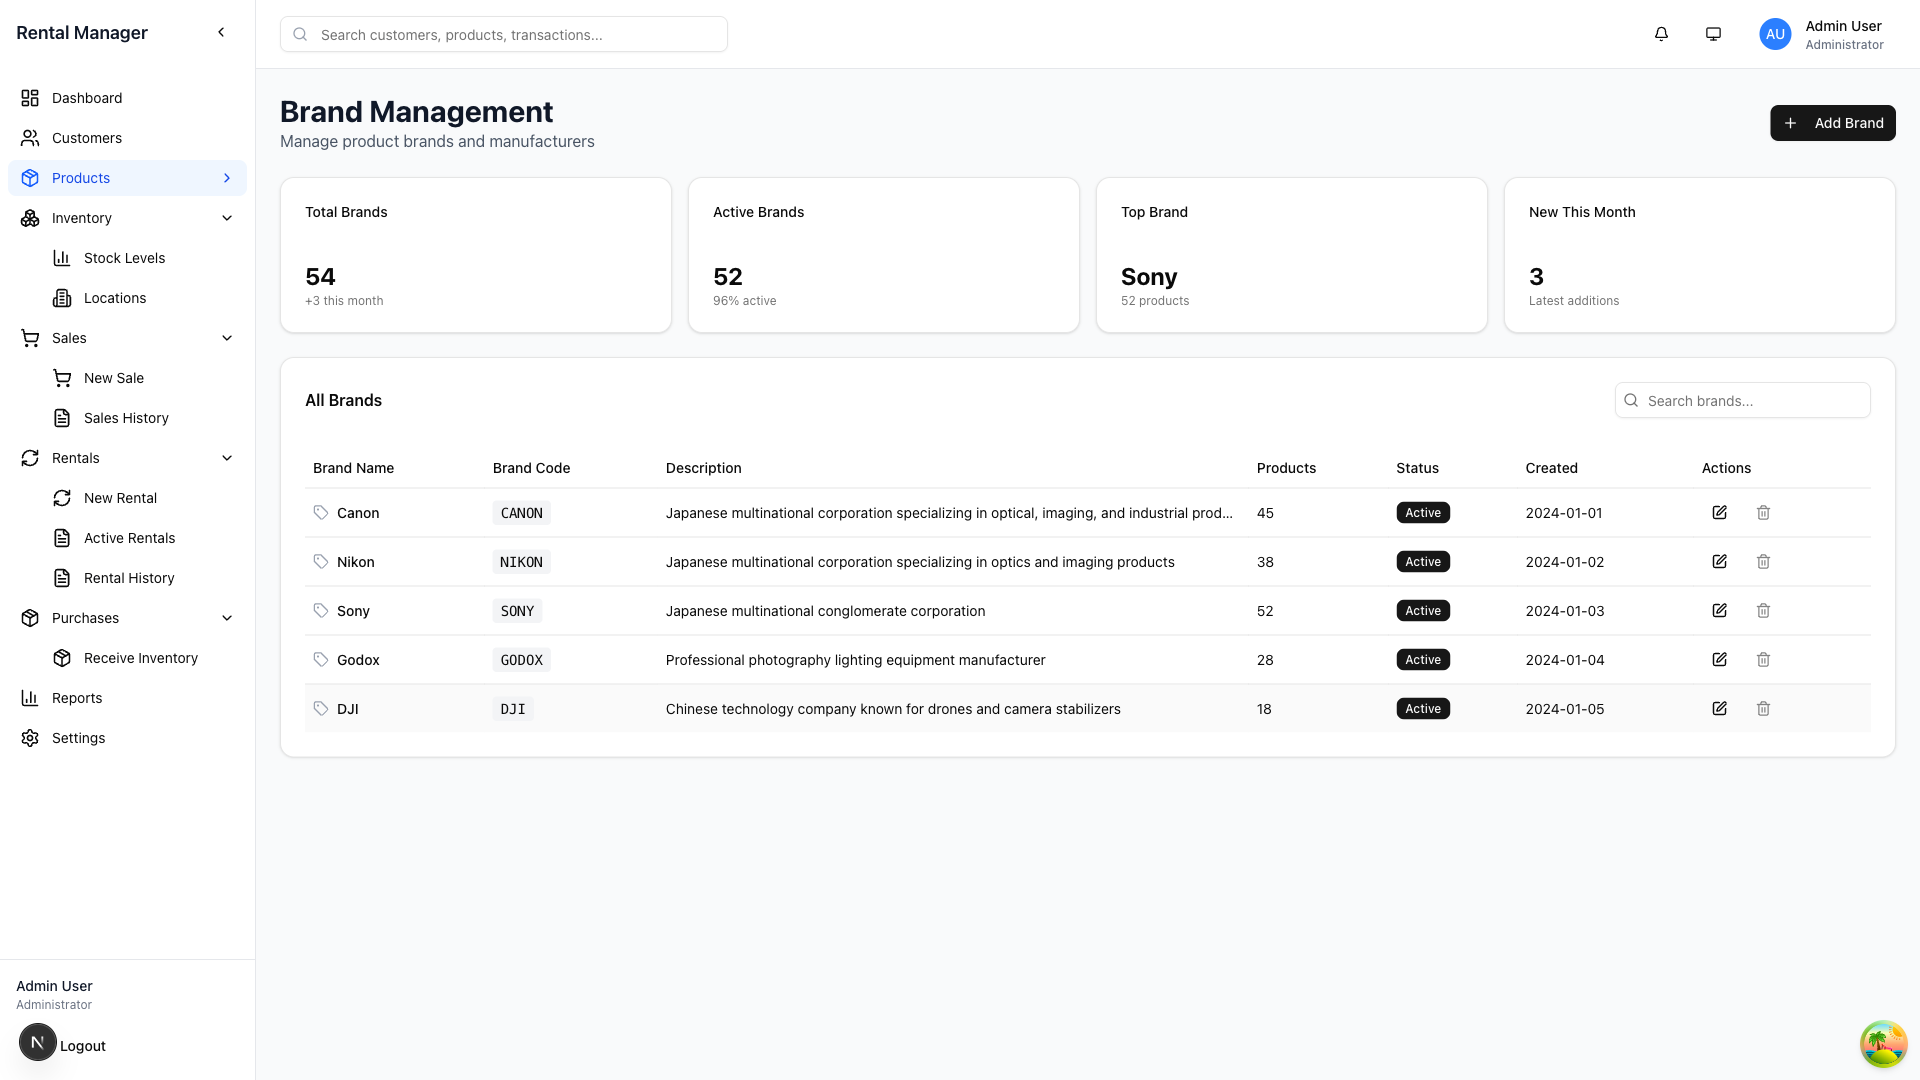 Rental Manager
Dashboard
Customers
Products
Inventory
Stock Levels
Locations
Sales
New Sale
Sales History
Rentals
New Rental
Active Rentals
Rental History
Purchases
Receive Inventory
Reports
Settings
Admin User
Administrator
N
Logout
Search customers, products, transactions...
AU
Admin User
Administrator
Brand Management
Manage product brands and manufacturers
Add Brand
Total Brands
54
+3 this month
Active Brands
52
96% active
Top Brand
Sony
52 products
New This Month
3
Latest additions
All Brands
Search brands...
Brand Name Brand Code Description Products Status Created Actions
Canon CANON Japanese multinational corporation specializing in optical, imaging, and industrial prod... 45 Active 2024-01-01
Nikon NIKON Japanese multinational corporation specializing in optics and imaging products 38 Active 2024-01-02
Sony SONY Japanese multinational conglomerate corporation 52 Active 2024-01-03
Godox GODOX Professional photography lighting equipment manufacturer 28 Active 2024-01-04
DJI DJI Chinese technology company known for drones and camera stabilizers 18 Active 2024-01-05